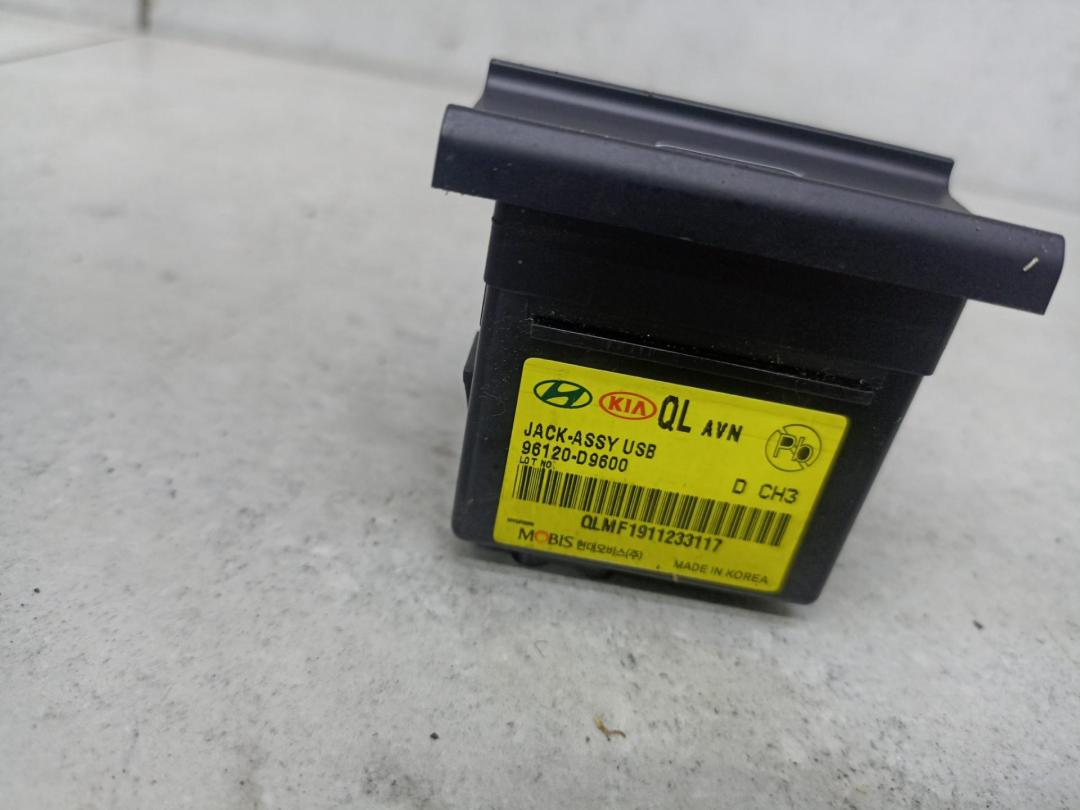 KIA QL AVN Pb
JACK-ASSY USB
96120-D9600
LOT NO. D CH3
QLMF1911233117
HYUNDAI
MOBIS 현대모비스(주)
MADE IN KOREA